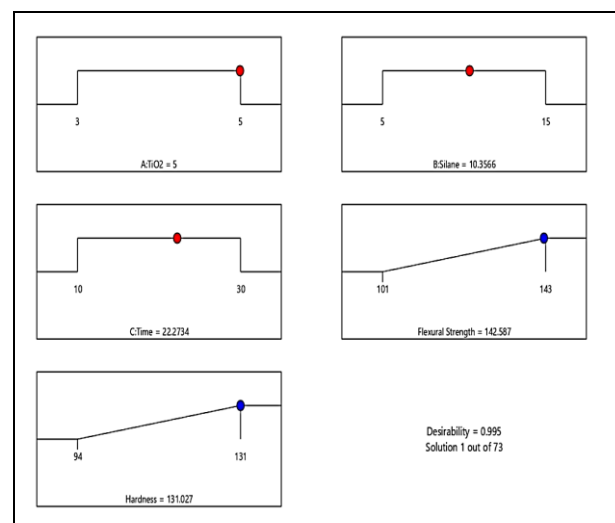 3 5
A:TiO2 = 5
5 15
B:Silane = 10.3566
10 30
C:Time = 22.2734
101 143
Flexural Strength = 142.587
94 131
Hardness = 131.027
Desirability = 0.995
Solution 1 out of 73